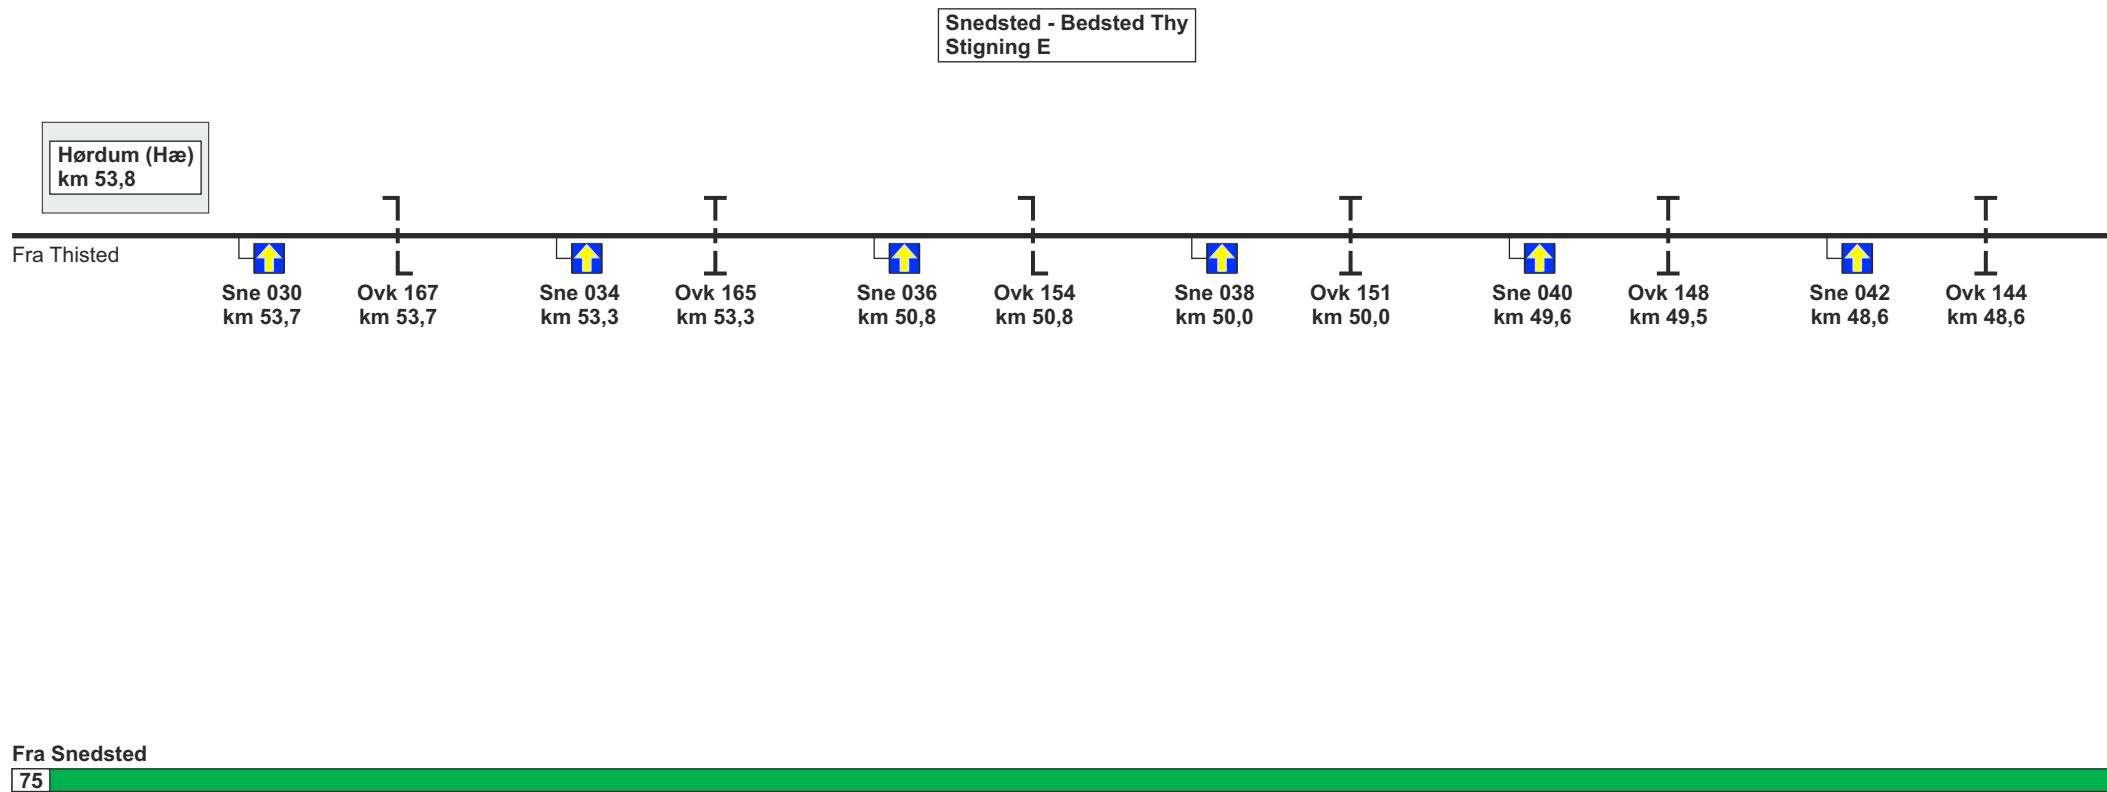 Snedsted - Bedsted Thy
Stigning E
Hørdum (Hæ)
km 53,8
Fra Thisted
Sne 030
km 53,7
Ovk 167
km 53,7
Sne 034
km 53,3
Ovk 165
km 53,3
Sne 036
km 50,8
Ovk 154
km 50,8
Sne 038
km 50,0
Ovk 151
km 50,0
Sne 040
km 49,6
Ovk 148
km 49,5
Sne 042
km 48,6
Ovk 144
km 48,6
Fra Snedsted
75